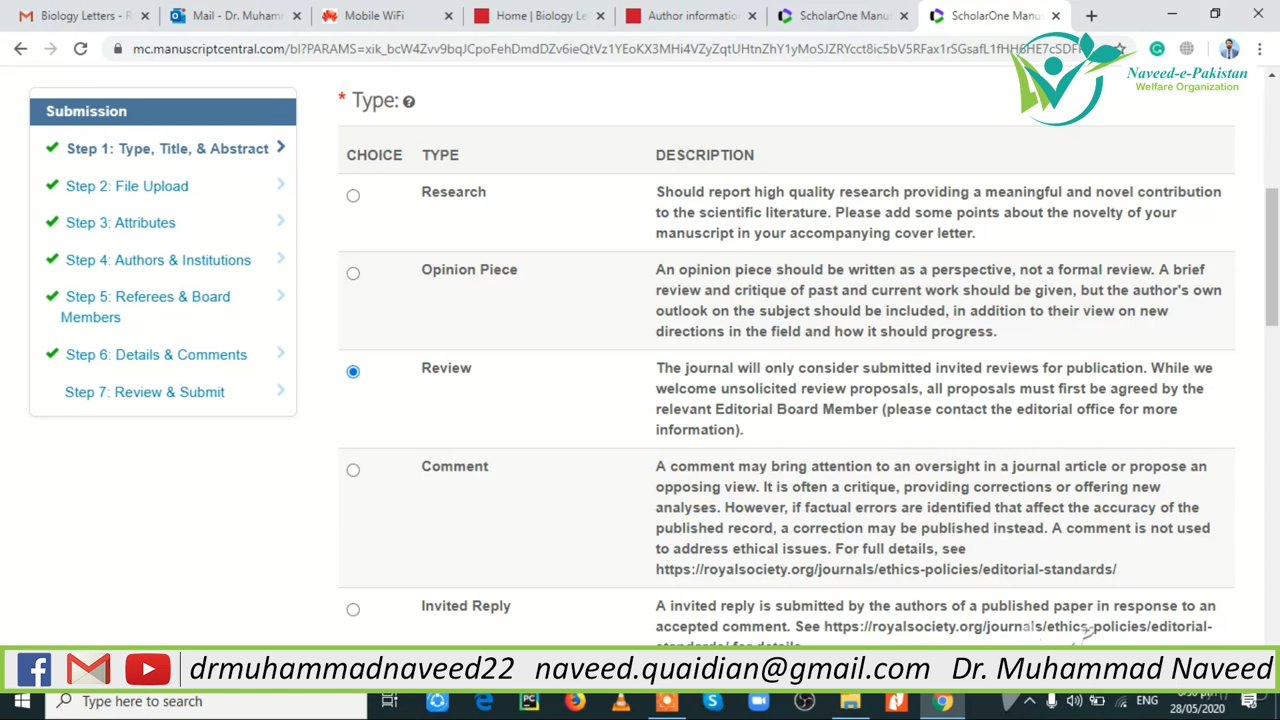 Biology Letters - R
Mail - Dr. Muhamm
Mobile WiFi
Home | Biology Le
Author informatio
ScholarOne Manu
ScholarOne Manu
mc.manuscriptcentral.com/bl?PARAMS=
Naveed-e-Pakistan
Welfare Organization
Submission
Step 1: Type, Title, & Abstract
Step 2: File Upload
Step 3: Attributes
Step 4: Authors & Institutions
Step 5: Referees & Board
Members
Step 6: Details & Comments
Step 7: Review & Submit
* Type:
CHOICE TYPE DESCRIPTION
Research
Should report high quality research providing a meaningful and novel contribution
to the scientific literature. Please add some points about the novelty of your
manuscript in your accompanying cover letter.
Opinion Piece
An opinion piece should be written as a perspective, not a formal review. A brief
review and critique of past and current work should be given, but the author's own
outlook on the subject should be included, in addition to their view on new
directions in the field and how it should progress.
Review
The journal will only consider submitted invited reviews for publication. While we
welcome unsolicited review proposals, all proposals must first be agreed by the
relevant Editorial Board Member (please contact the editorial office for more
information).
Comment
A comment may bring attention to an oversight in a journal article or propose an
opposing view. It is often a critique, providing corrections or offering new
analyses. However, if factual errors are identified that affect the accuracy of the
published record, a correction may be published instead. A comment is not used
to address ethical issues. For full details, see
https://royalsociety.org/journals/ethics-policies/editorial-standards/
Invited Reply
A invited reply is submitted by the authors of a published paper in response to an
accepted comment. See https://royalsociety.org/journals/ethics-policies/editorial-
standards/ for details
drmuhammadnaveed22 naveed.quaidian@gmail.com Dr. Muhammad Naveed
Type here to search
ENG
28/05/2020